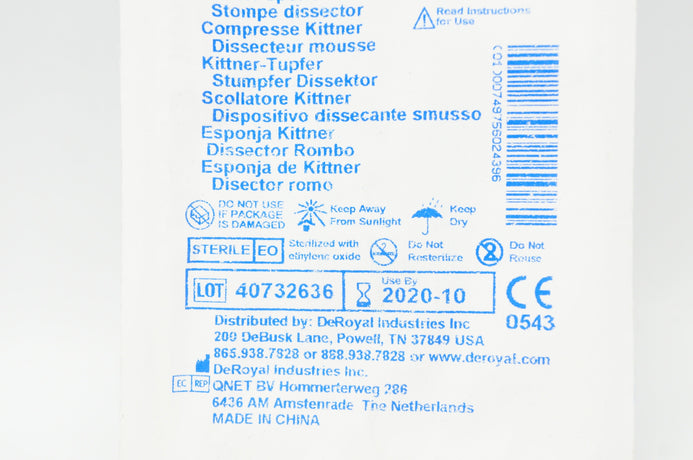 Stompe dissector
Compresse Kittner
Dissecteur mousse
Kittner-Tupfer
Stumpfer Dissektor
Scollatore Kittner
Dispositivo dissecante smusso
Esponja Kittner
Dissector Rombo
Esponja de Kittner
Disector romo
Read Instructions
for Use
DO NOT USE
IF PACKAGE
IS DAMAGED
Keep Away
From Sunlight
Keep
Dry
STERILE EO
Sterilized with
ethylene oxide
Do Not
Resterilize
2
Do Not
Reuse
LOT 40732636
Use By
2020-10
CE
0543
Distributed by: DeRoyal Industries Inc
200 DeBusk Lane, Powell, TN 37849 USA
865.938.7828 or 888.938.7828 or www.deroyal.com
DeRoyal Industries Inc.
EC REP QNET BV Hommerterweg 286
6436 AM Amstenrade The Netherlands
MADE IN CHINA